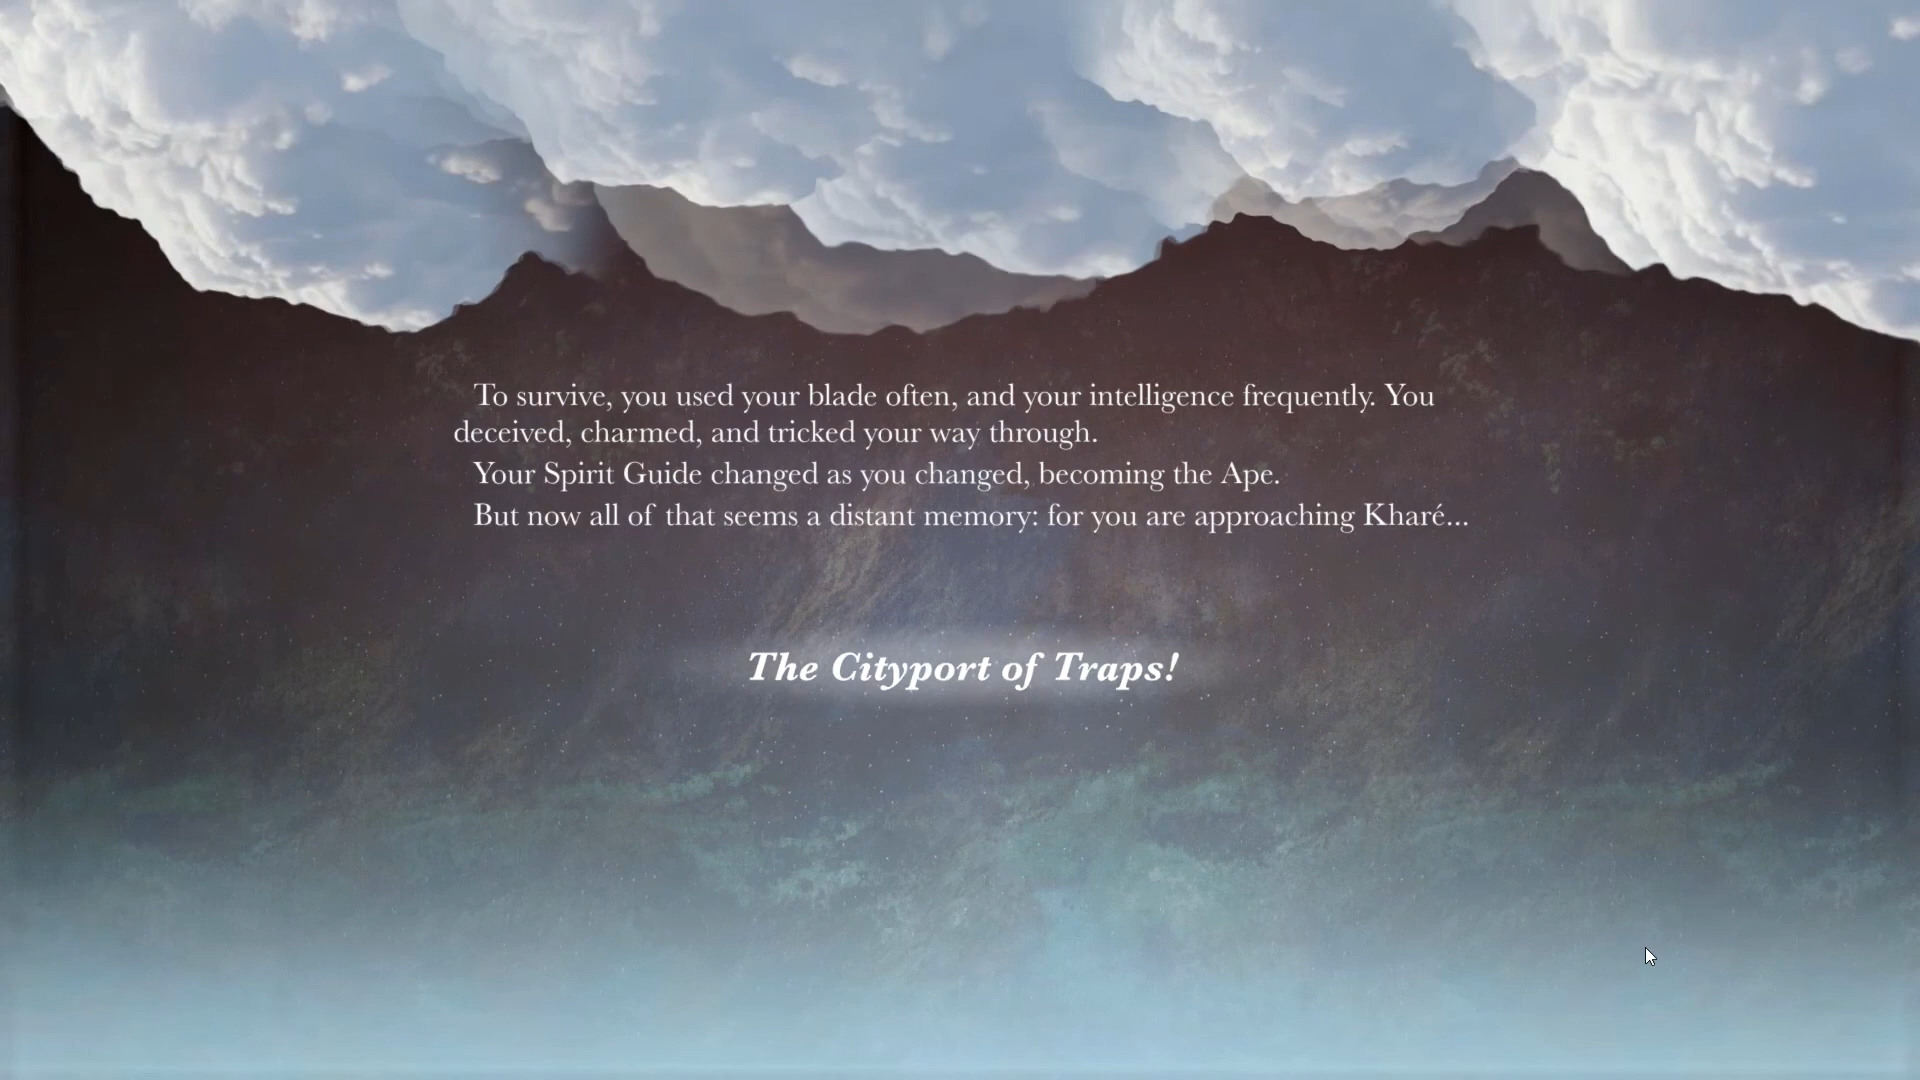 To survive, you used your blade often, and your intelligence frequently. You
deceived, charmed, and tricked your way through.
Your Spirit Guide changed as you changed, becoming the Ape.
But now all of that seems a distant memory: for you are approaching Kharé...
The Cityport of Traps!